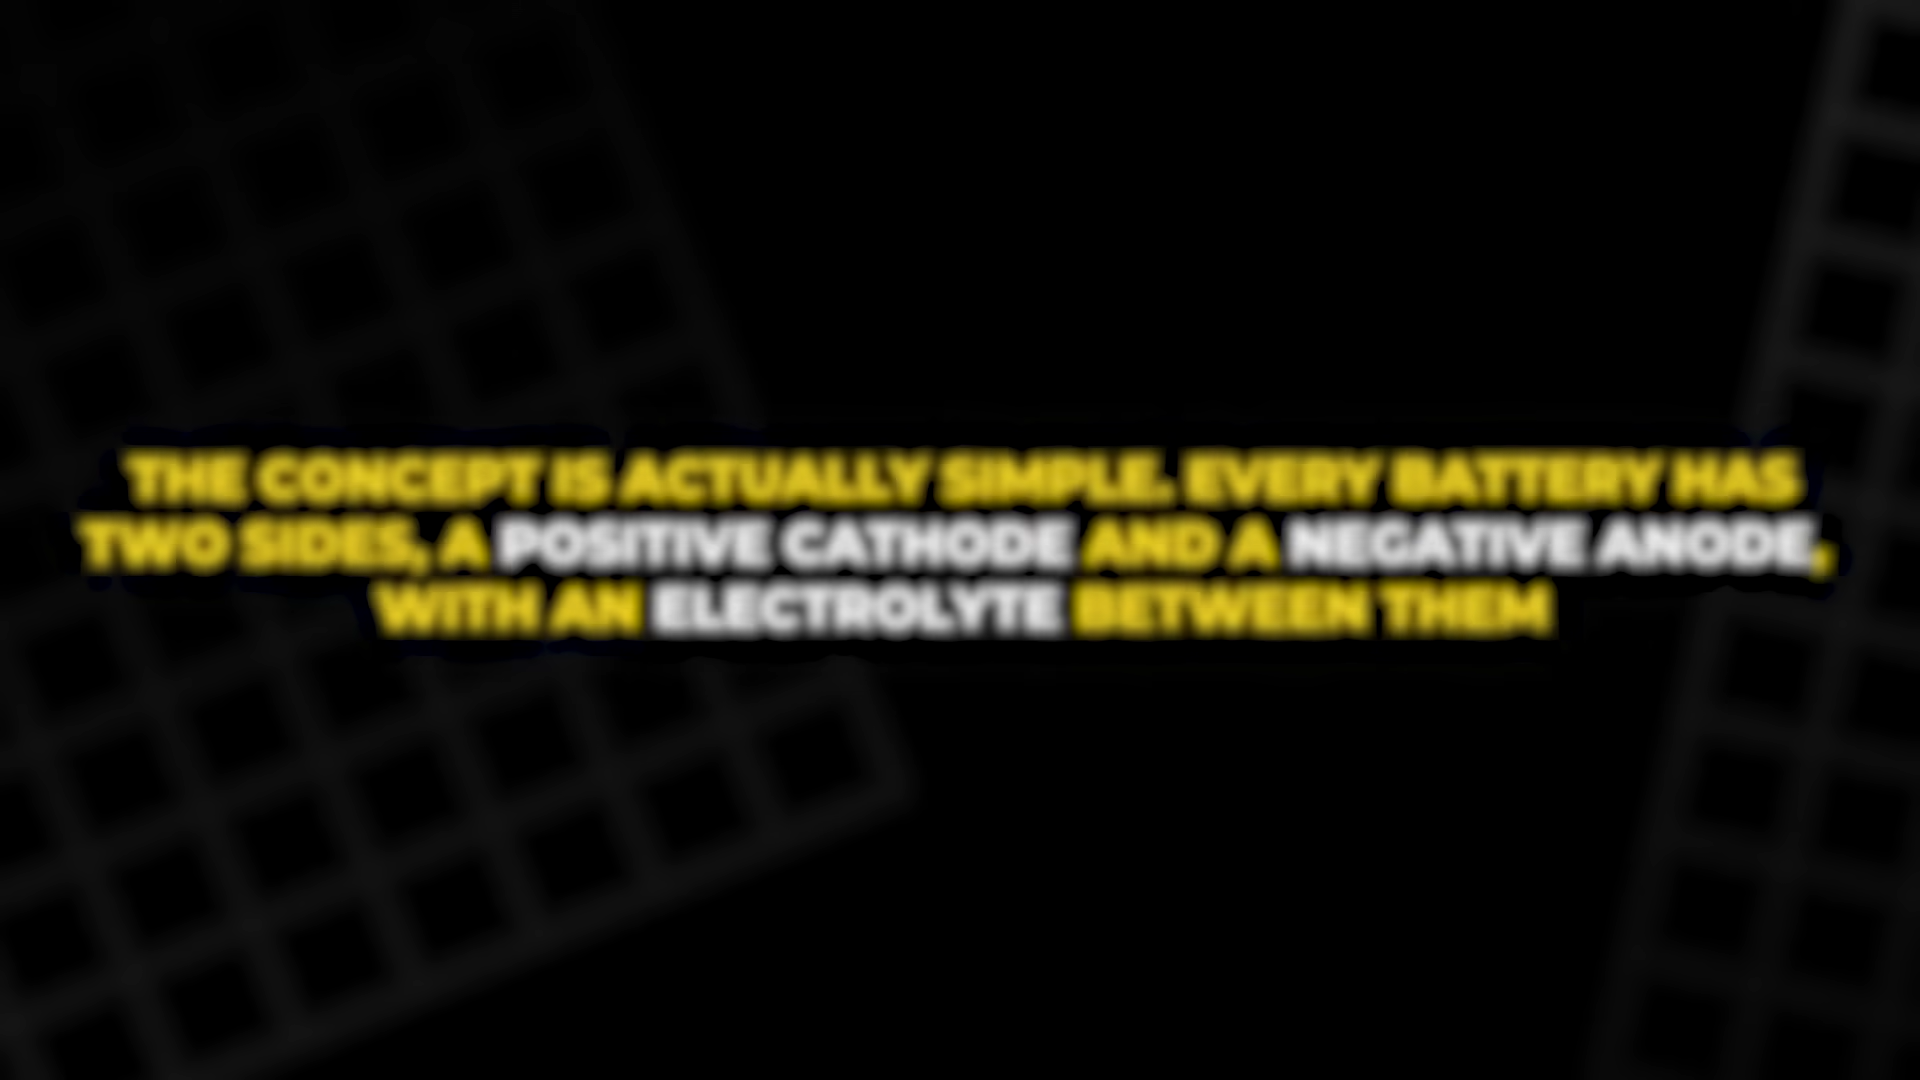 THE CONCEPT IS ACTUALLY SIMPLE. EVERY BATTERY HAS
TWO SIDES, A POSITIVE CATHODE AND A NEGATIVE ANODE,
WITH AN ELECTROLYTE BETWEEN THEM